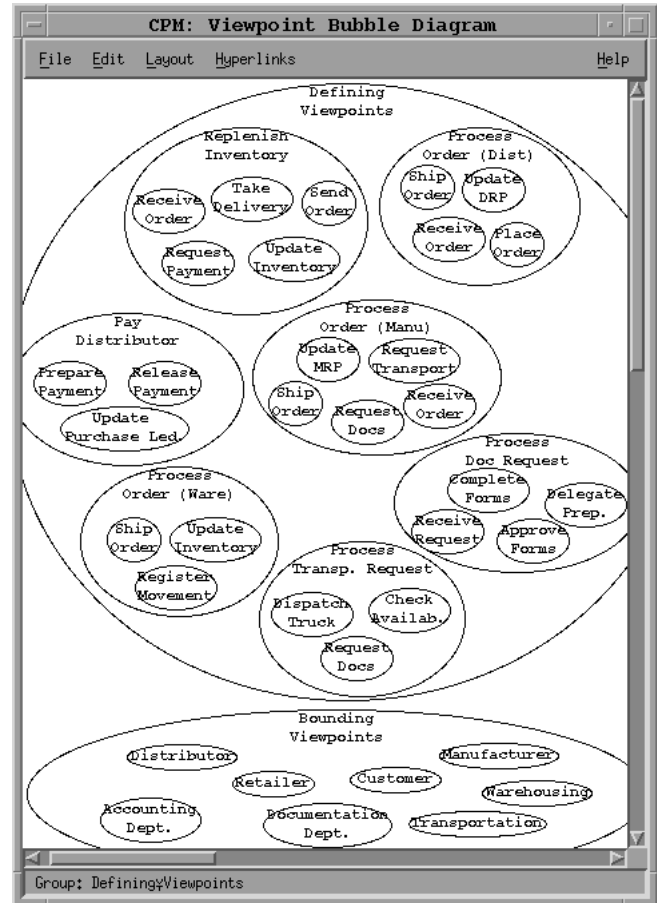 CPM: Viewpoint Bubble Diagram
File Edit Layout Hyperlinks Help
Defining
Viewpoints
Replenish
Inventory
Receive
Order
Take
Delivery
Send
Order
Request
Payment
Update
Inventory
Process
Order (Dist)
Ship
Order
Update
DRP
Receive
Order
Place
Order
Pay
Distributor
Prepare
Payment
Release
Payment
Update
Purchase Led.
Process
Order (Manu)
Update
MRP
Request
Transport
Ship
Order
Request
Docs
Receive
Order
Process
Doc Request
Complete
Forms
Delegate
Prep.
Receive
Request
Approve
Forms
Process
Order (Ware)
Ship
Order
Update
Inventory
Register
Movement
Process
Transp. Request
Dispatch
Truck
Check
Availab.
Request
Docs
Bounding
Viewpoints
Distributor
Manufacturer
Retailer
Customer
Warehousing
Accounting
Dept.
Documentation
Dept.
Transportation
Group: Defining¥Viewpoints